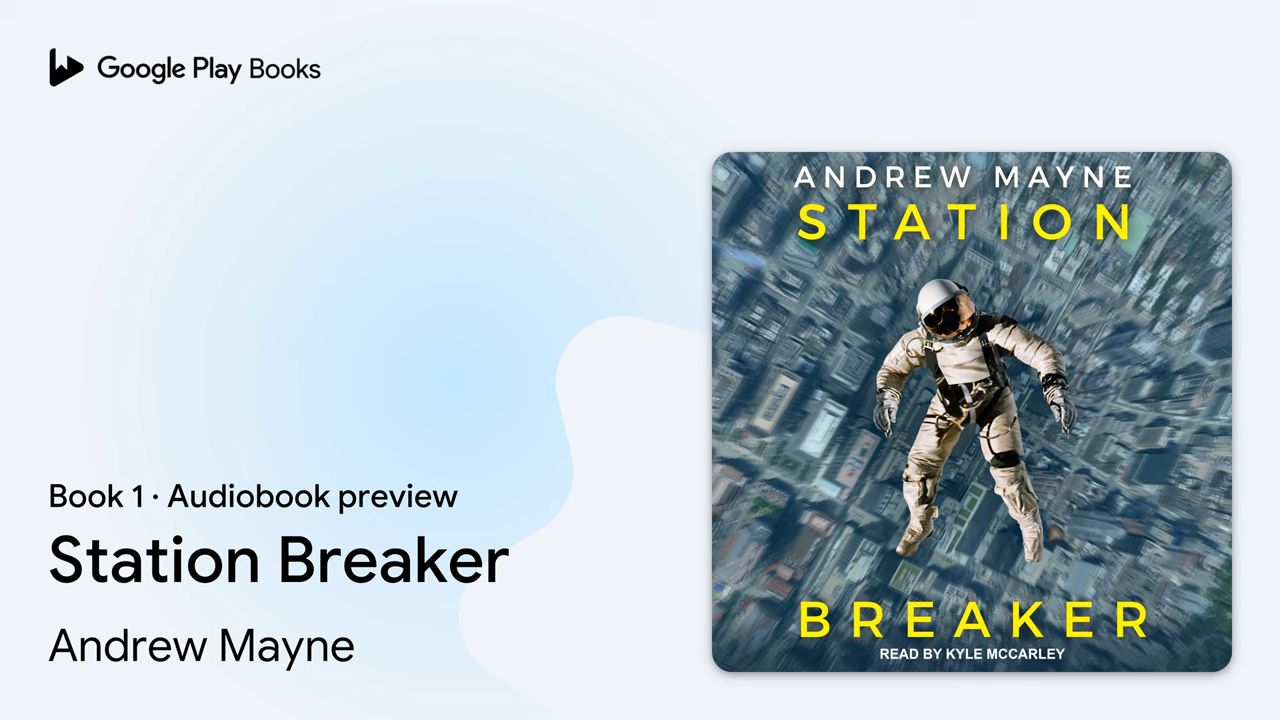 Google Play Books
Book 1 · Audiobook preview
Station Breaker
Andrew Mayne
ANDREW MAYNE
STATION
BREAKER
READ BY KYLE MCCARLEY